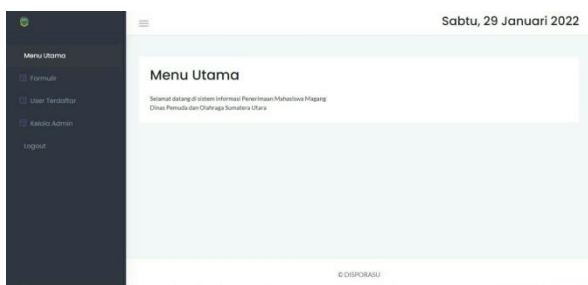 Sabtu, 29 Januari 2022
Menu Utama
Formulir
User Terdaftar
Kelola Admin
Logout
Menu Utama
Selamat datang di sistem informasi Penerimaan Mahasiswa Magang
Dinas Pemuda dan Olahraga Sumatera Utara
© DISPORASU